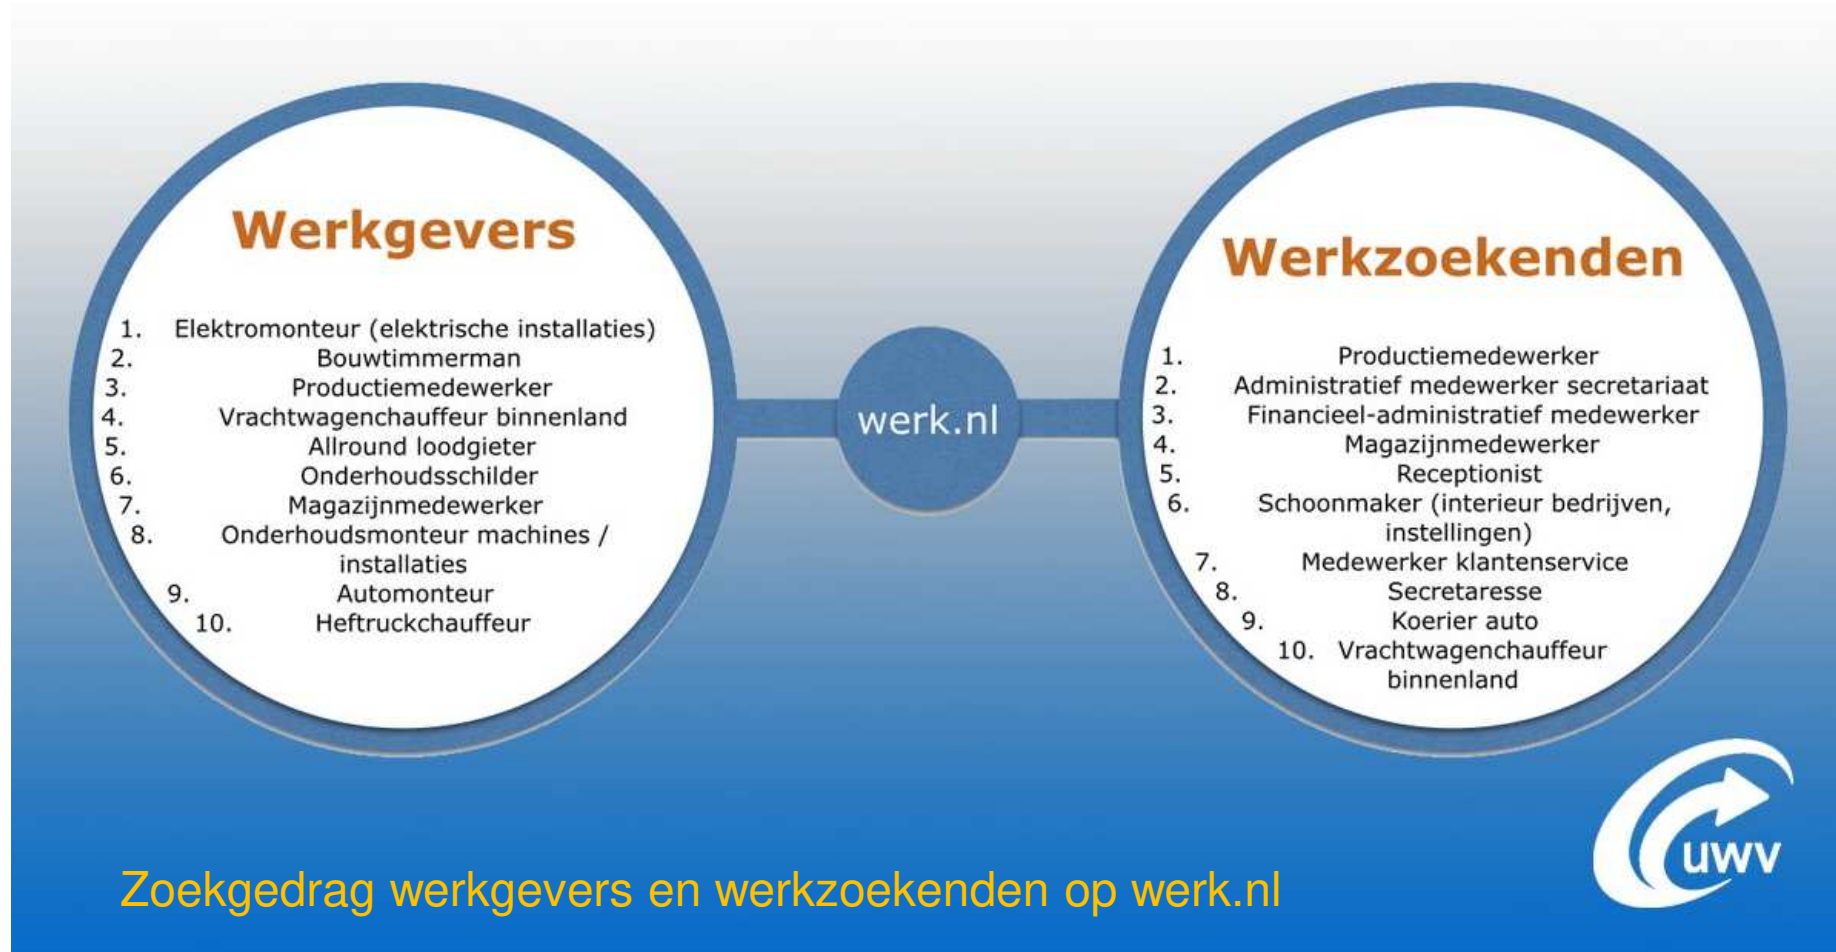 Werkgevers
1. Elektromonteur (elektrische installaties)
2. Bouwtimmerman
3. Productiemedewerker
4. Vrachtwagenchauffeur binnenland
5. Allround loodgieter
6. Onderhoudsschilder
7. Magazijnmedewerker
8. Onderhoudsmonteur machines /
installaties
9. Automonteur
10. Heftruckchauffeur
werk.nl
Werkzoekenden
1. Productiemedewerker
2. Administratief medewerker secretariaat
3. Financieel-administratief medewerker
4. Magazijnmedewerker
5. Receptionist
6. Schoonmaker (interieur bedrijven,
instellingen)
7. Medewerker klantenservice
8. Secretaresse
9. Koerier auto
10. Vrachtwagenchauffeur
binnenland
uwv
Zoekgedrag werkgevers en werkzoekenden op werk.nl